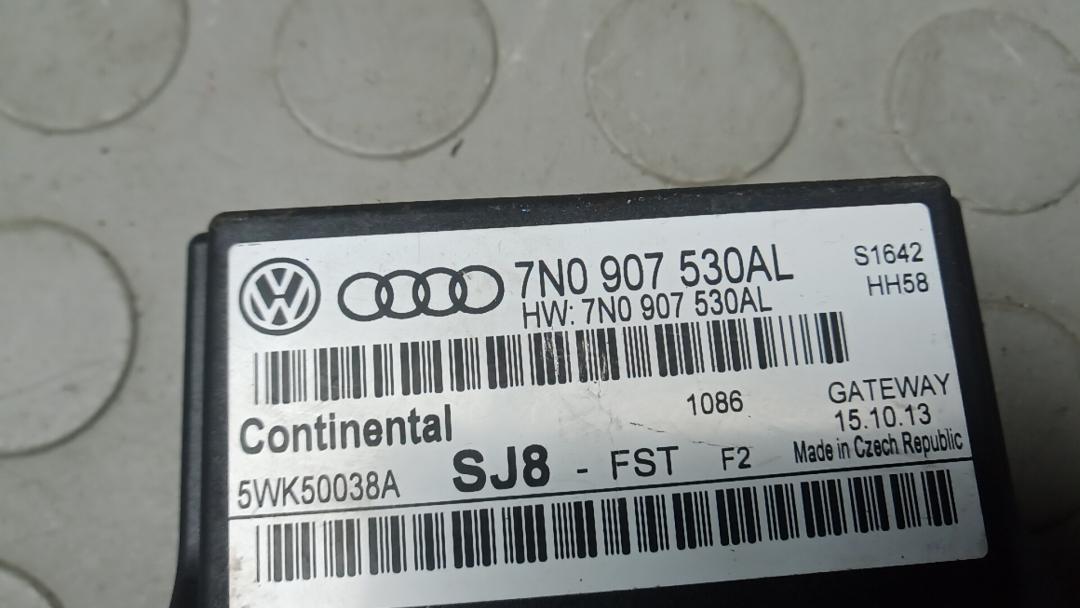 7N0 907 530AL S1642
HW: 7N0 907 530AL HH58
1086 GATEWAY
Continental 15.10.13
5WK50038A SJ8 - FST F2 Made in Czech Republic